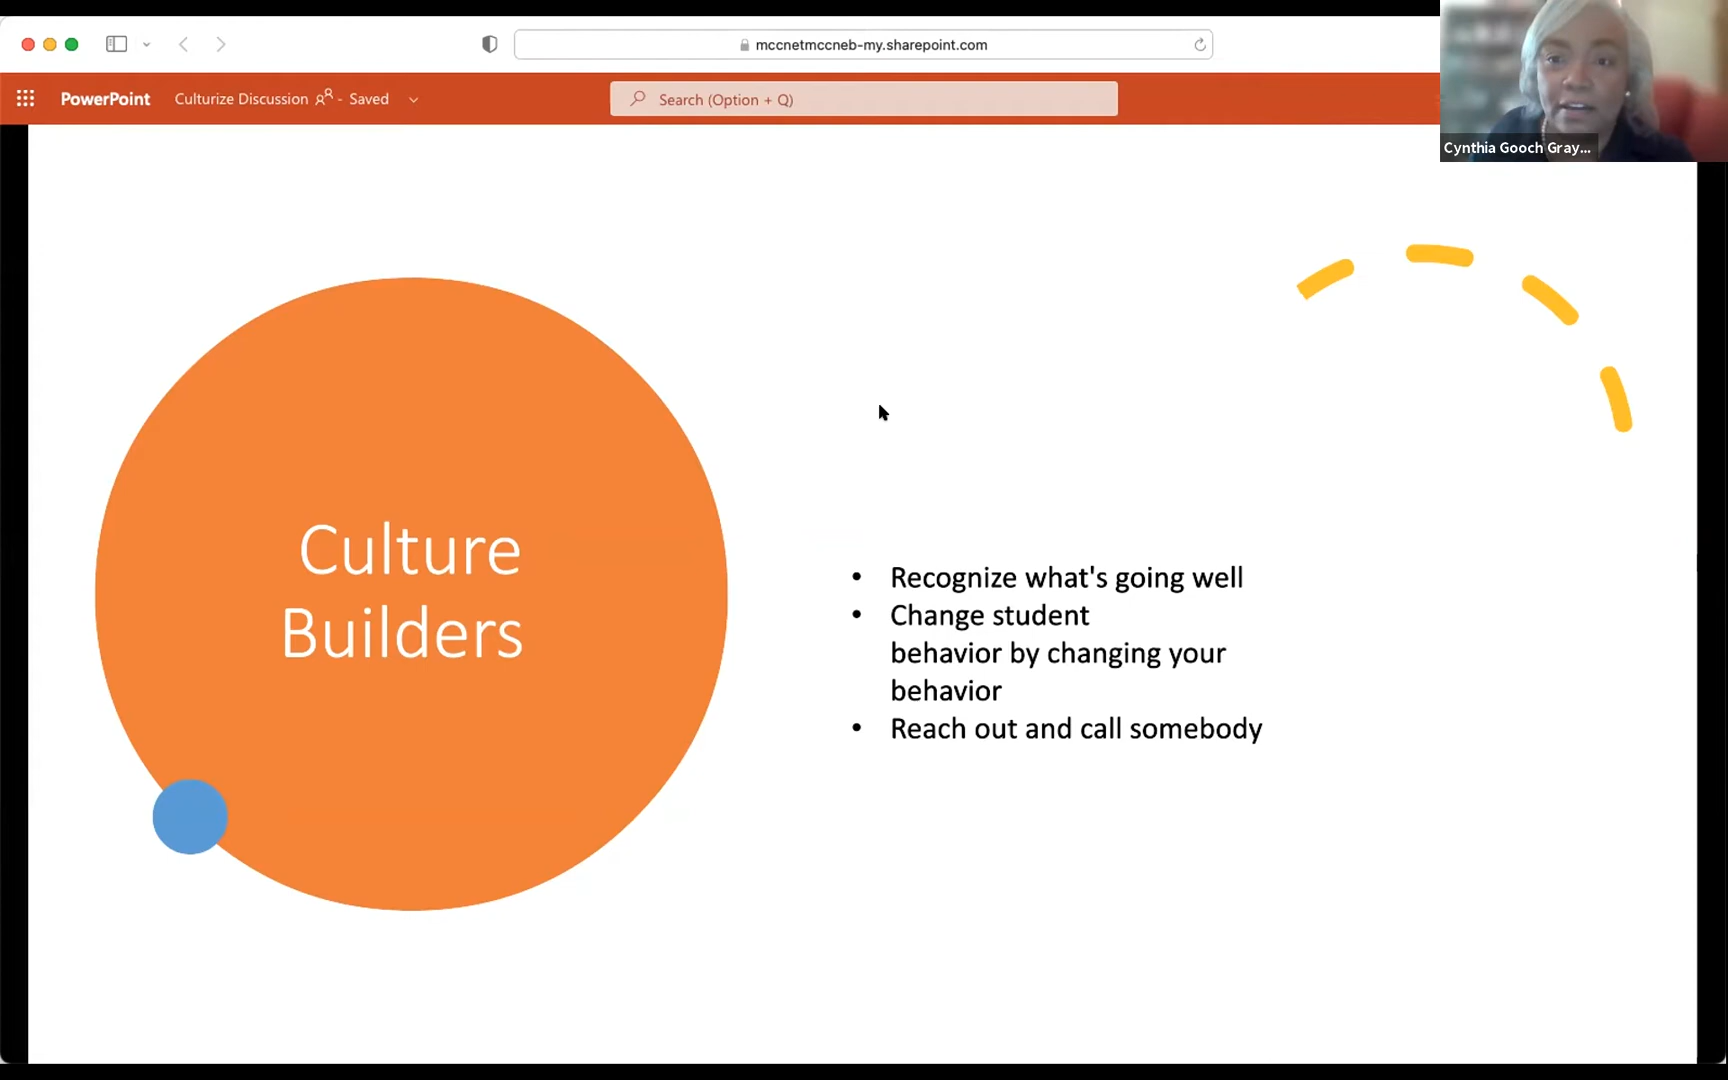 mccnetmccneb-my.sharepoint.com
PowerPoint
Culturize Discussion - Saved
Search (Option + Q)
Cynthia Gooch Gray...
Culture
Builders
• Recognize what's going well
• Change student
behavior by changing your
behavior
• Reach out and call somebody